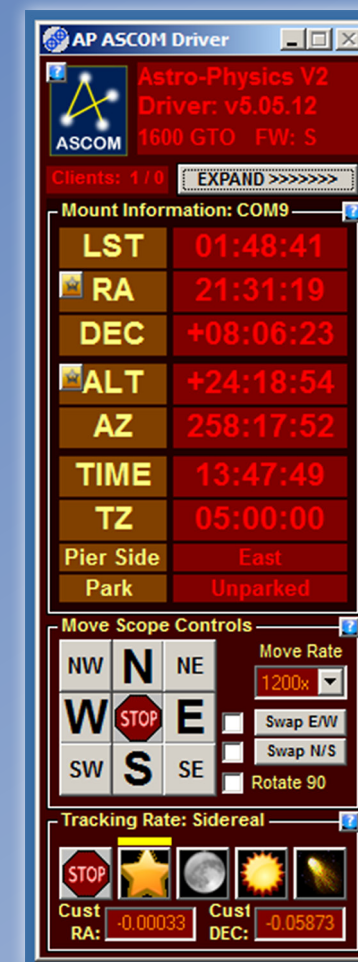 AP ASCOM Driver
?
Astro-Physics V2
Driver: v5.05.12
ASCOM
1600 GTO FW: S
Clients: 1 / 0 EXPAND >>>>>>>
Mount Information: COM9 ?
LST 01:48:41
RA 21:31:19
DEC +08:06:23
ALT +24:18:54
AZ 258:17:52
TIME 13:47:49
TZ 05:00:00
Pier Side East
Park Unparked
Move Scope Controls ?
NW N NE Move Rate
1200x
W STOP E Swap E/W
Swap N/S
SW S SE Rotate 90
Tracking Rate: Sidereal ?
STOP
Cust RA: -0.00033 Cust DEC: -0.05873